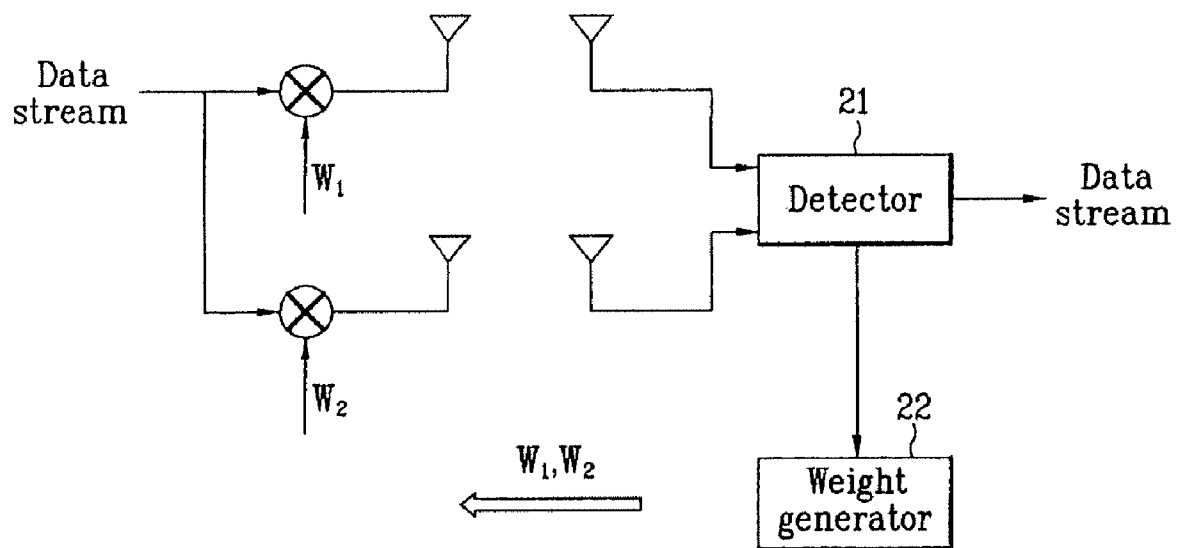 Data
stream
W1
W2
21
Detector
Data
stream
22
Weight
generator
W1,W2